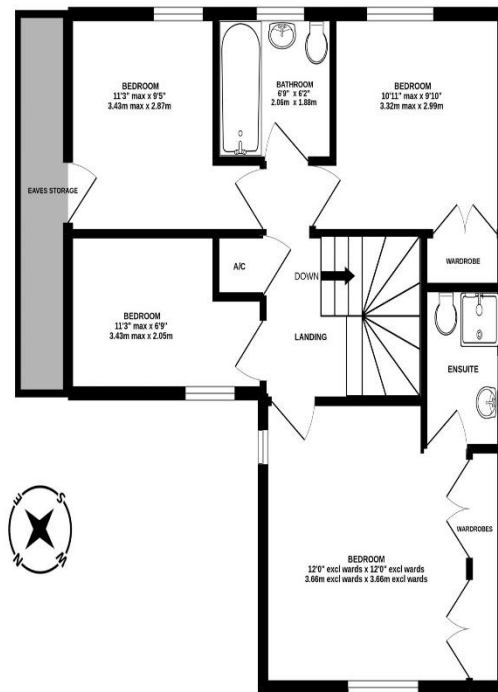 BEDROOM
11'3" max x 9'5"
3.43m max x 2.87m
BATHROOM
6'9" x 6'2"
2.06m x 1.88m
BEDROOM
10'11" max x 9'10"
3.32m max x 2.99m
EAVES STORAGE
WARDROBE
A/C
DOWN
BEDROOM
11'3" max x 6'9"
3.43m max x 2.05m
LANDING
ENSUITE
E
S
N
W
WARDROBES
BEDROOM
12'0" excl wards x 12'0" excl wards
3.66m excl wards x 3.66m excl wards